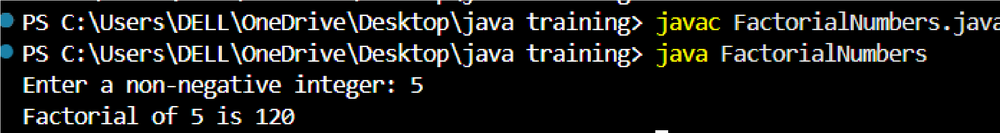 PS C:\Users\DELL\OneDrive\Desktop\java training> javac FactorialNumbers.java
PS C:\Users\DELL\OneDrive\Desktop\java training> java FactorialNumbers
Enter a non-negative integer: 5
Factorial of 5 is 120